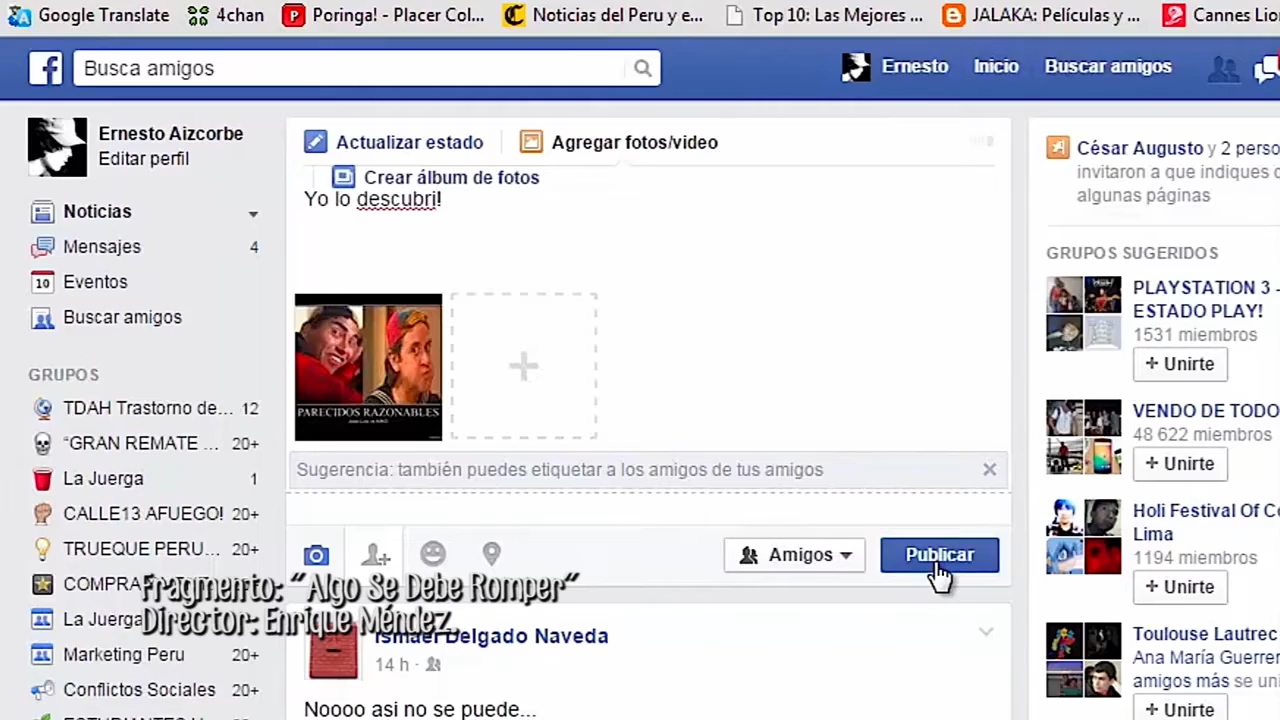 Google Translate
4chan
Poringa! - Placer Col...
Noticias del Peru y e...
Top 10: Las Mejores ...
JALAKA: Películas y ...
Cannes Lion
Busca amigos
Ernesto
Inicio
Buscar amigos
Ernesto Aizcorbe
Editar perfil
Noticias
Mensajes 4
Eventos
Buscar amigos
GRUPOS
TDAH Trastorno de... 12
“GRAN REMATE ... 20+
La Juerga 1
CALLE13 AFUEGO! 20+
TRUEQUE PERU... 20+
COMPRA
La Juerga
Marketing Peru 20+
Conflictos Sociales 20+
Actualizar estado
Agregar fotos/video
Crear álbum de fotos
Yo lo descubri!
PARECIDOS RAZONABLES
Sugerencia: también puedes etiquetar a los amigos de tus amigos
Amigos
Publicar
Fragmento: "Algo Se Debe Romper"
Director: Enrique Méndez.
Ismael Delgado Naveda
14 h ·
Noooo asi no se puede...
César Augusto y 2 perso
invitaron a que indiques
algunas páginas
GRUPOS SUGERIDOS
PLAYSTATION 3 -
ESTADO PLAY!
1531 miembros
+ Unirte
VENDO DE TODO
48 622 miembros
+ Unirte
Holi Festival Of Co
Lima
1194 miembros
+ Unirte
Toulouse Lautrec
Ana María Guerrer
amigos más se uni
+ Unirte